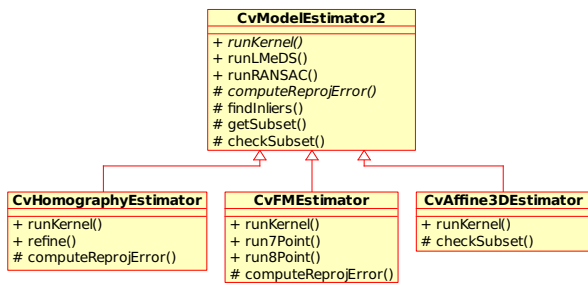 CvModelEstimator2
+ runKernel()
+ runLMeDS()
+ runRANSAC()
# computeReprojError()
# findInliers()
# getSubset()
# checkSubset()
CvHomographyEstimator
+ runKernel()
+ refine()
# computeReprojError()
CvFMEstimator
+ runKernel()
+ run7Point()
+ run8Point()
# computeReprojError()
CvAffine3DEstimator
+ runKernel()
# checkSubset()